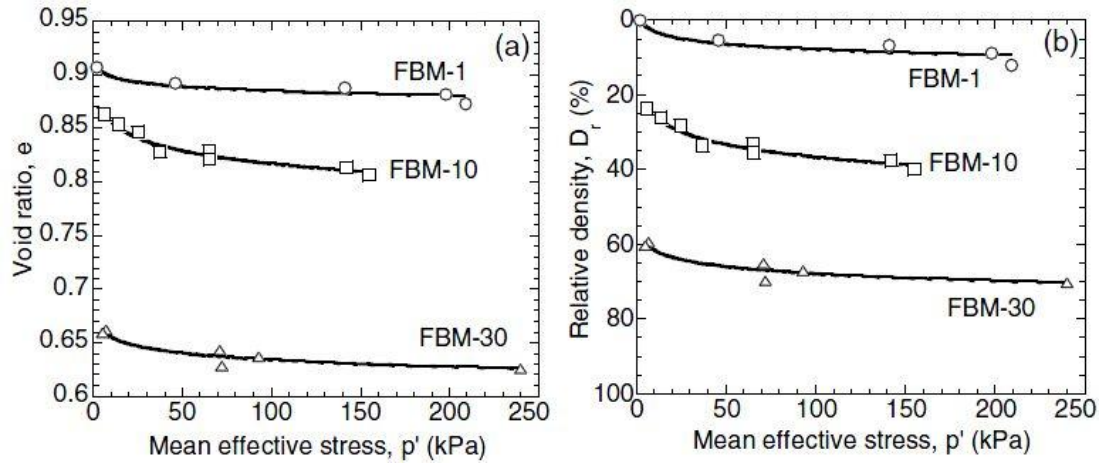 0.95
0.9
0.85
0.8
0.75
0.7
0.65
0.6
Void ratio, e
(a)
FBM-1
FBM-10
FBM-30
0 50 100 150 200 250
Mean effective stress, p' (kPa)
0
20
40
60
80
100
Relative density, Dr (%)
(b)
FBM-1
FBM-10
FBM-30
0 50 100 150 200 250
Mean effective stress, p' (kPa)